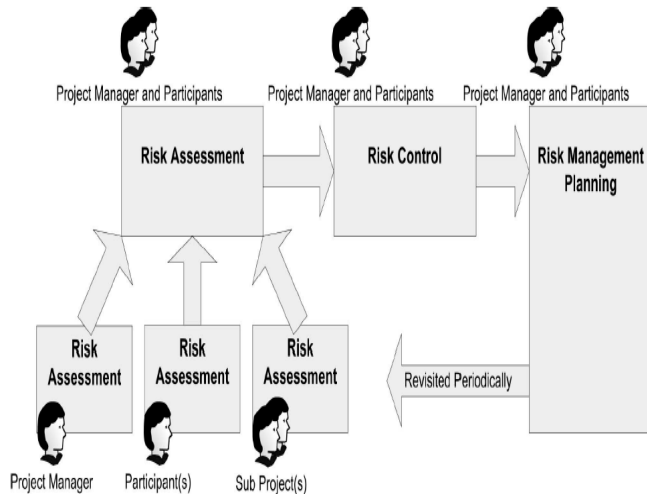 Project Manager and Participants
Project Manager and Participants
Project Manager and Participants
Risk Assessment
Risk Control
Risk Management
Planning
Risk
Assessment
Risk
Assessment
Risk
Assessment
Revisited Periodically
Project Manager
Participant(s)
Sub Project(s)